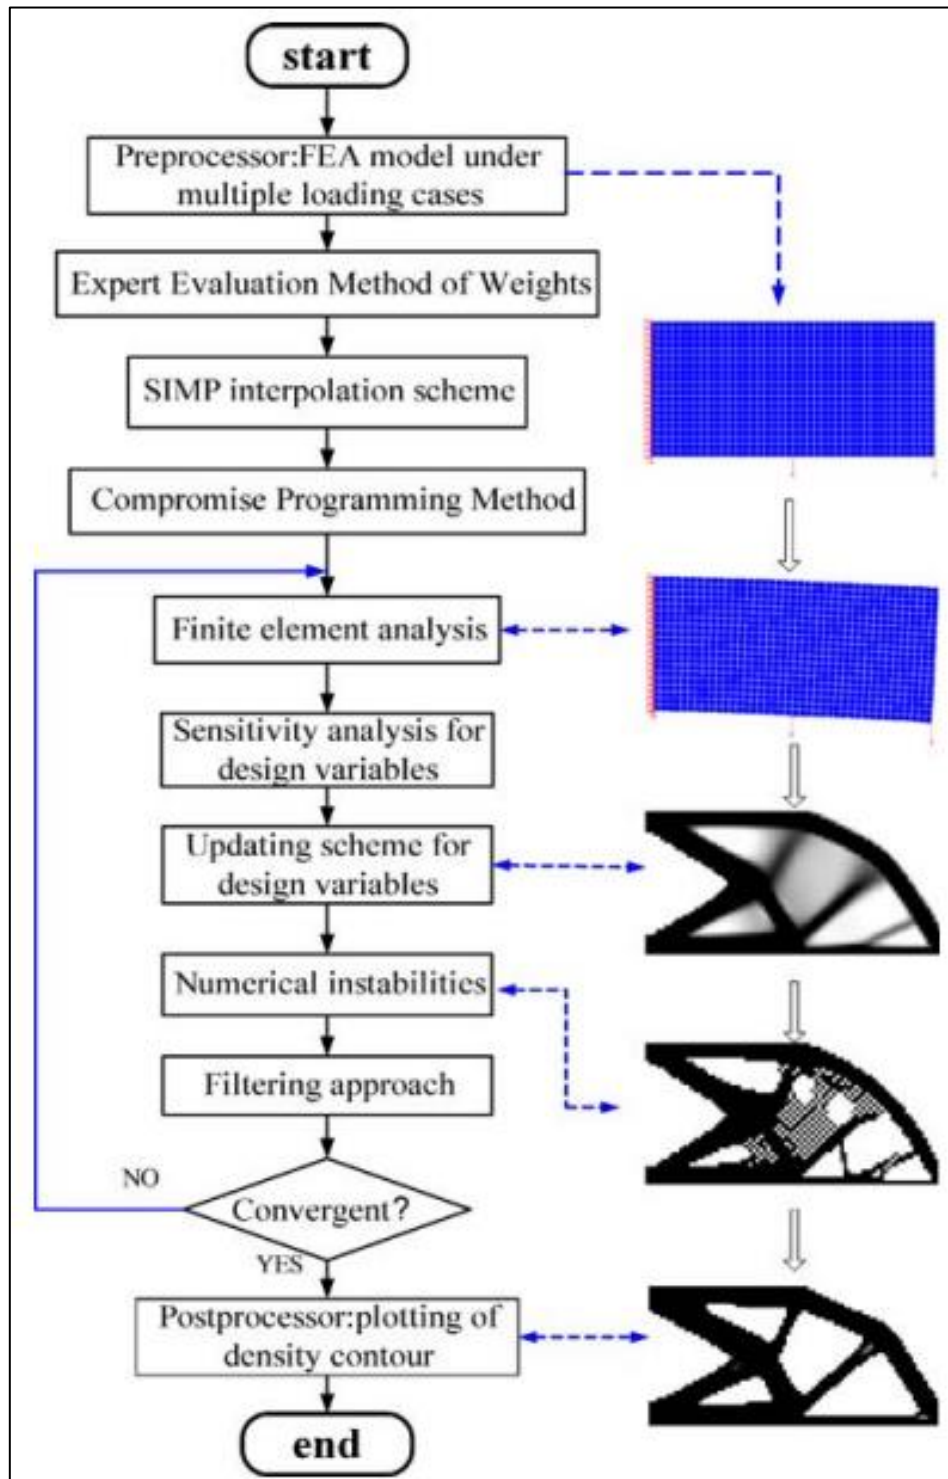 start
Preprocessor:FEA model under
multiple loading cases
Expert Evaluation Method of Weights
SIMP interpolation scheme
Compromise Programming Method
Finite element analysis
Sensitivity analysis for
design variables
Updating scheme for
design variables
Numerical instabilities
Filtering approach
NO
Convergent?
YES
Postprocessor:plotting of
density contour
end